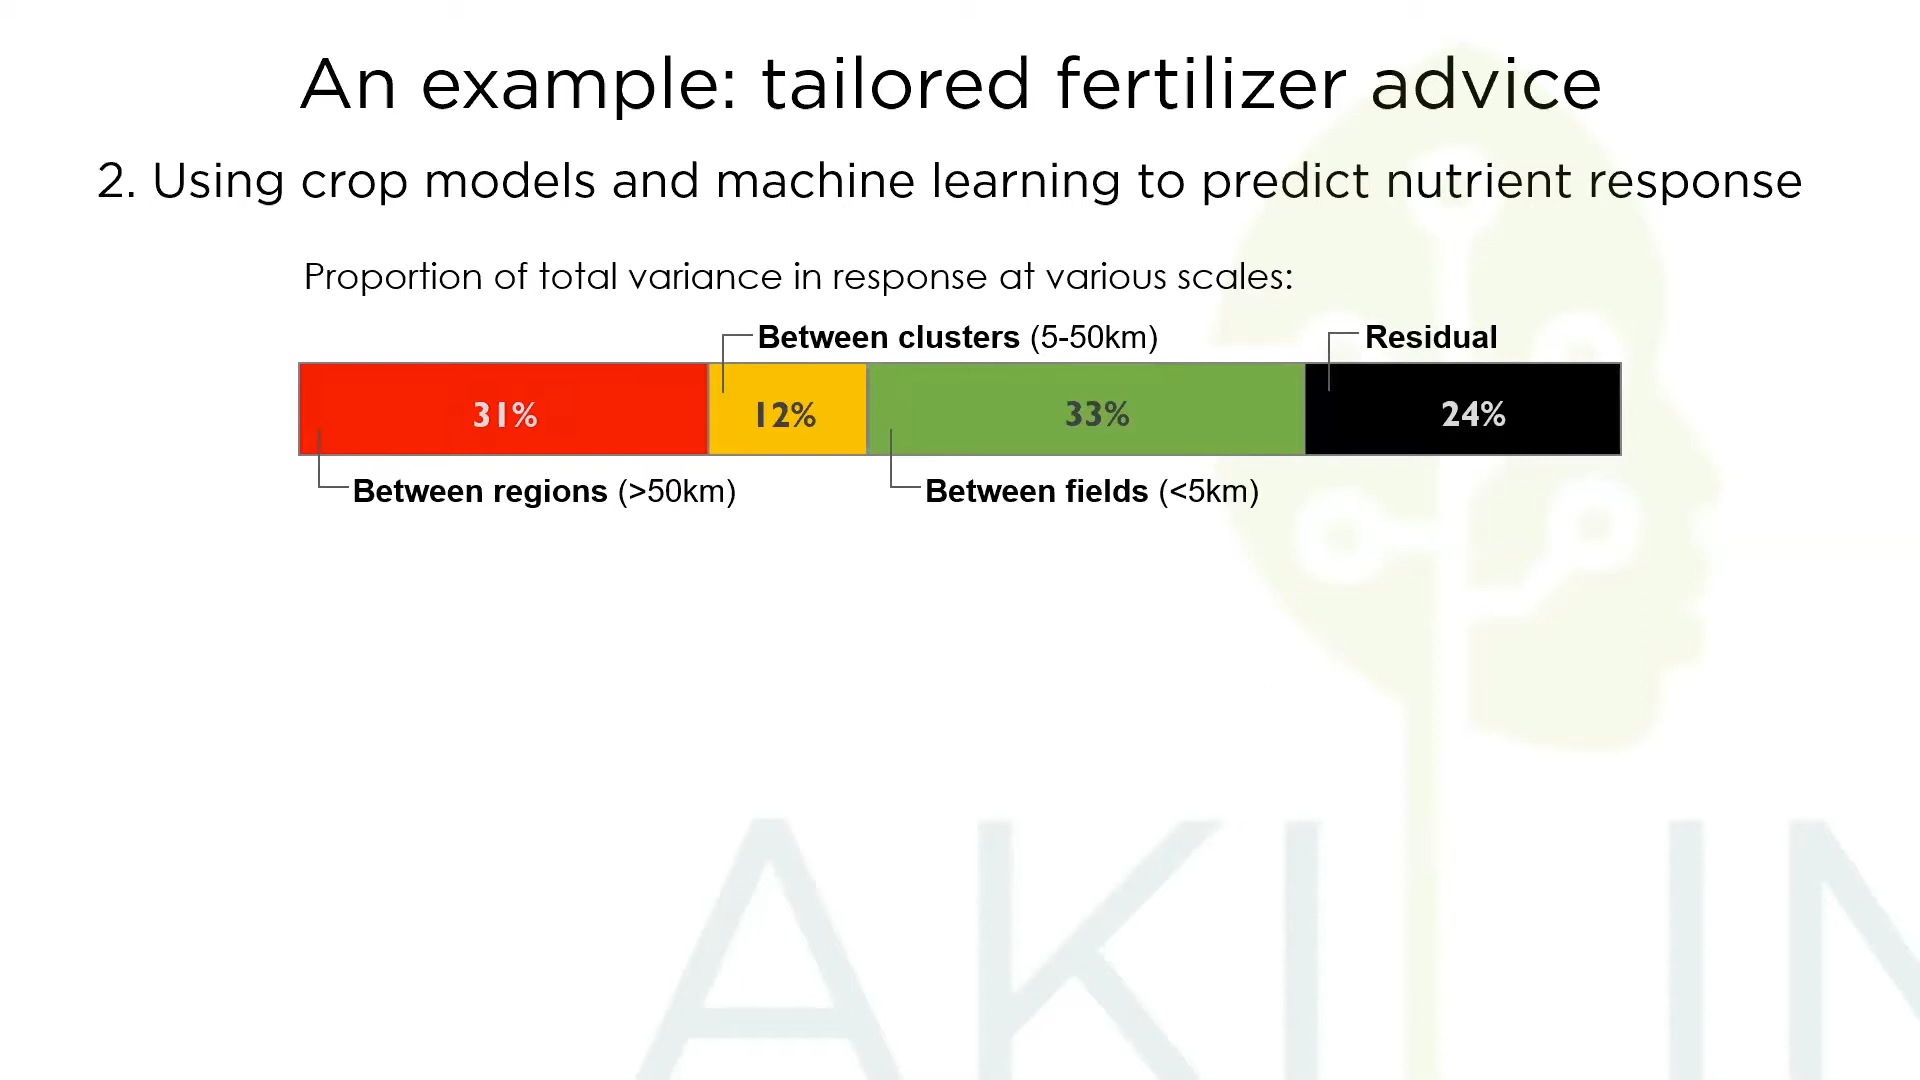 An example: tailored fertilizer advice
2. Using crop models and machine learning to predict nutrient response
Proportion of total variance in response at various scales:
Between clusters (5-50km)
Residual
31%
12%
33%
24%
Between regions (>50km)
Between fields (<5km)
AKI IN